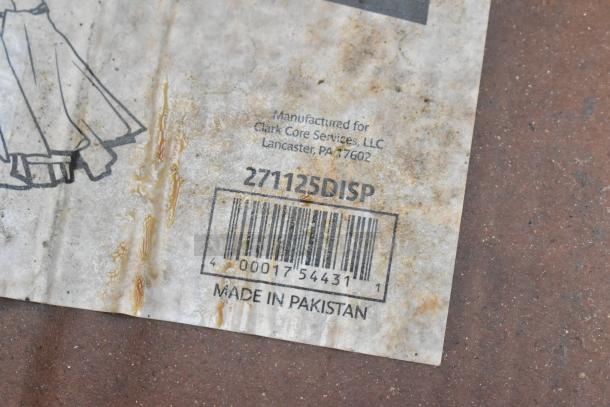 Manufactured for
Clark Core Services, LLC
Lancaster, PA 17602
271125DISP
4 00017 54431 1
MADE IN PAKISTAN